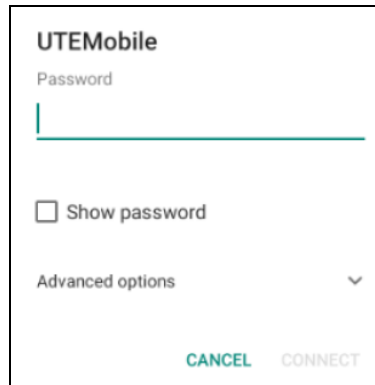 UTEMobile
Password
Show password
Advanced options
CANCEL CONNECT